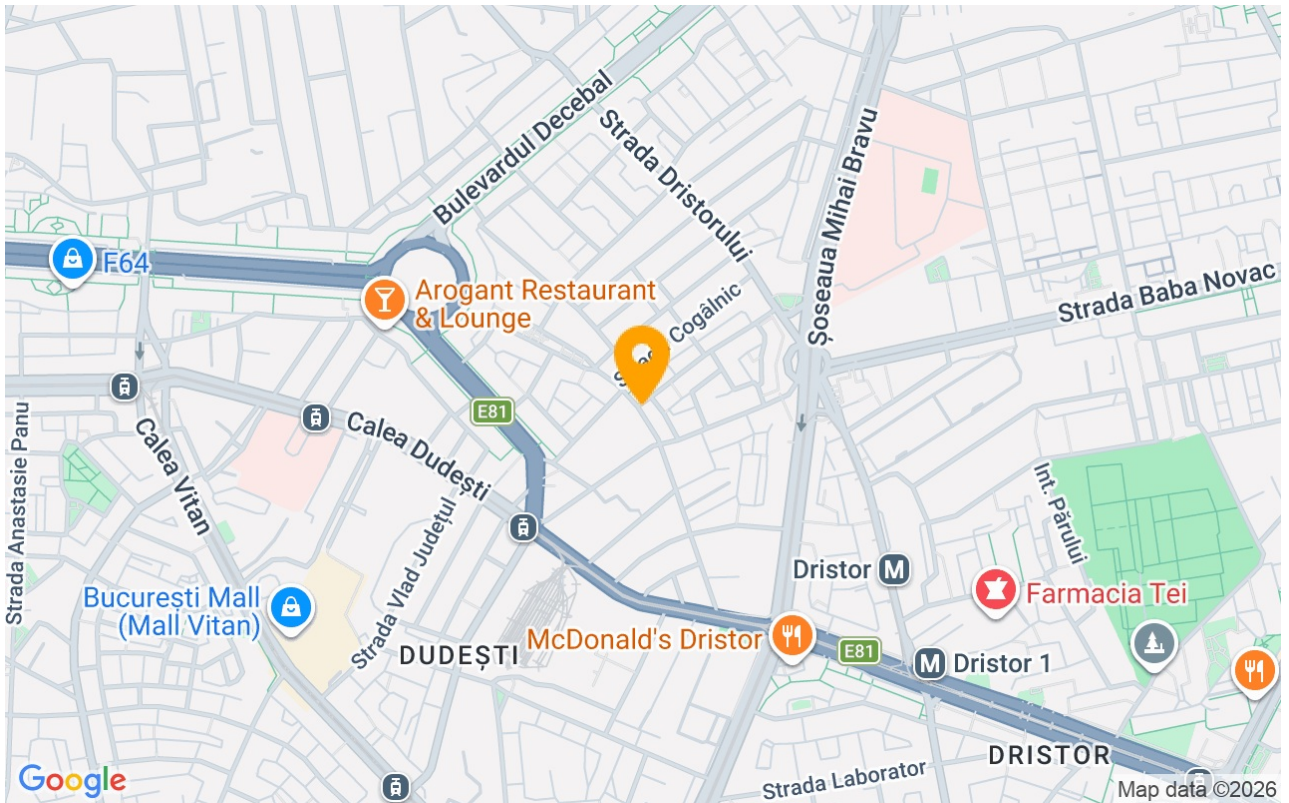 Bulevardul Decebal
Strada Dristorului
Șoseaua Mihai Bravu
F64
Arogant Restaurant
& Lounge
Cogâlnic
Strada Baba Novac
E81
Calea Dudești
Calea Vitan
Strada Anastasie Panu
Strada Vlad Județul
Int. Părului
București Mall
(Mall Vitan)
DUDEȘTI
McDonald's Dristor
Dristor M
Farmacia Tei
E81
M Dristor 1
DRISTOR
Strada Laborator
Google
Map data ©2026